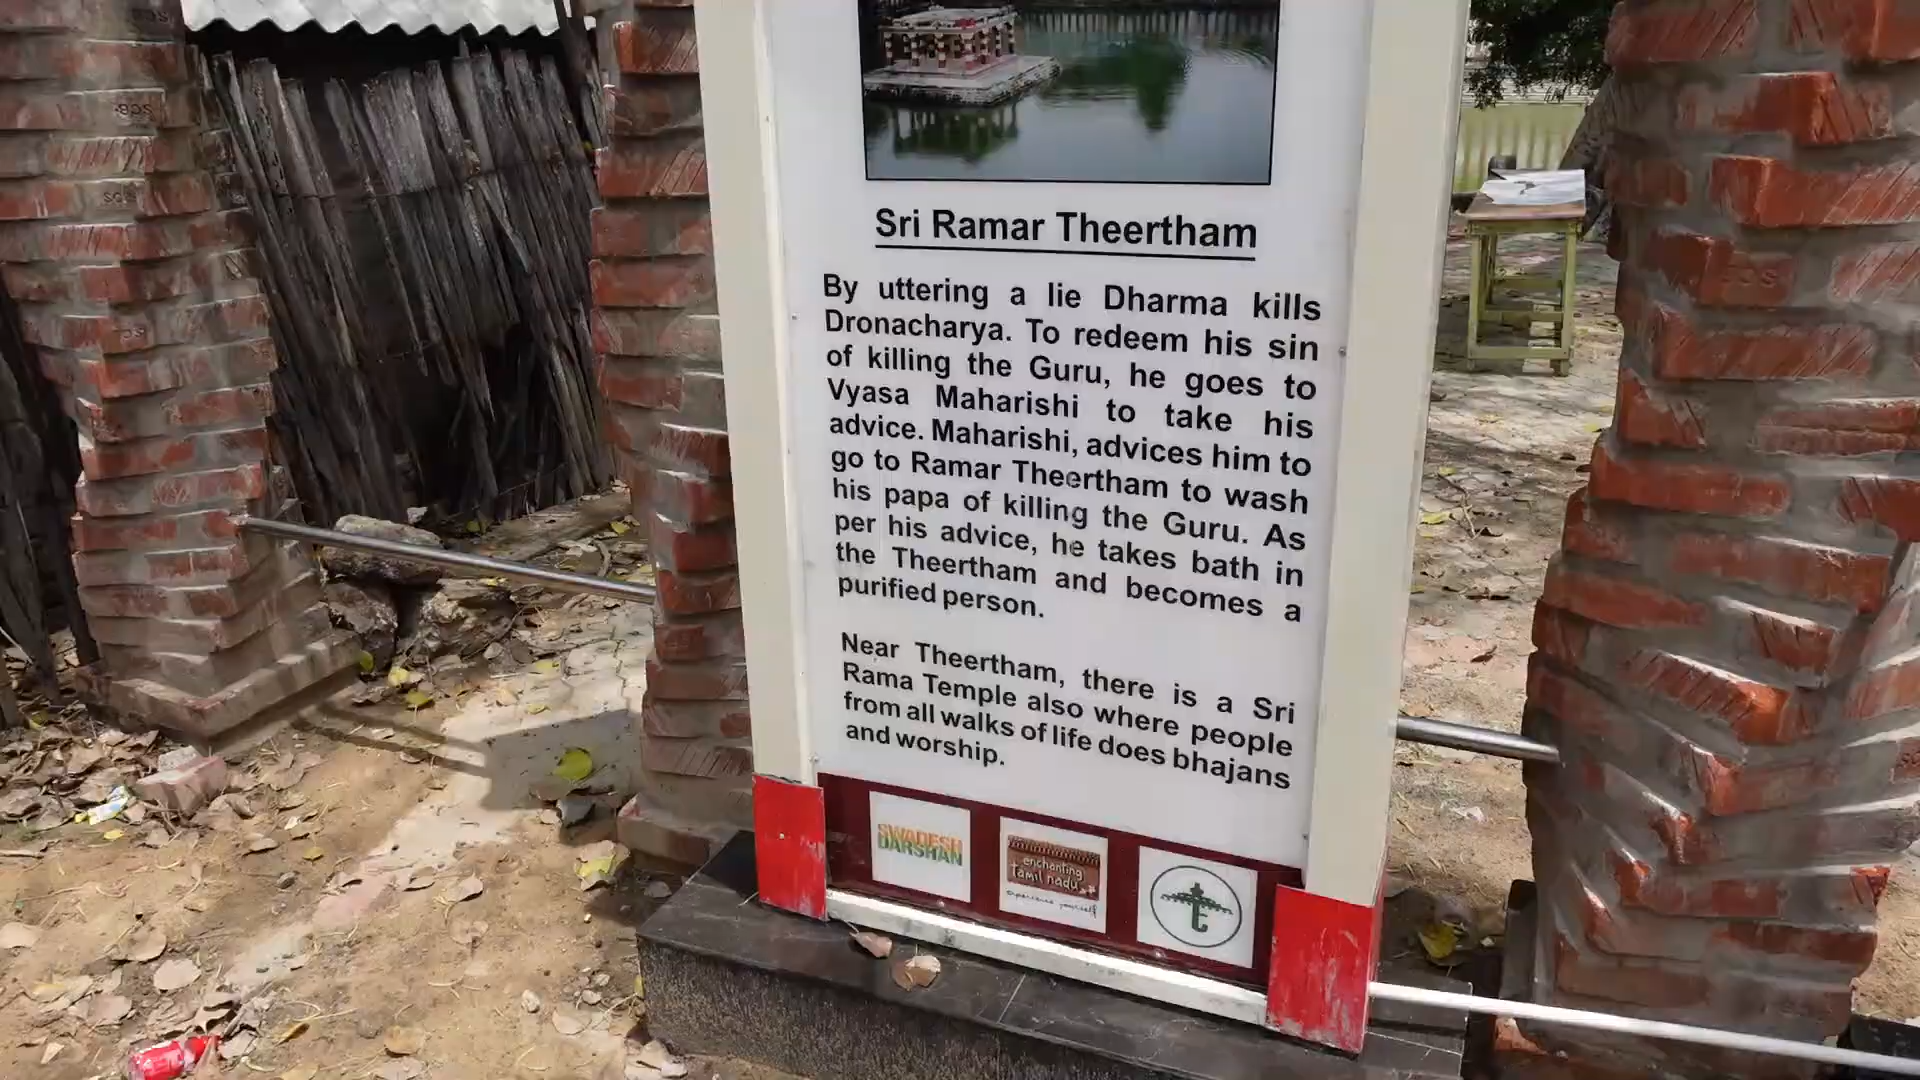 Sri Ramar Theertham
By uttering a lie Dharma kills
Dronacharya. To redeem his sin
of killing the Guru, he goes to
Vyasa Maharishi to take his
advice. Maharishi, advices him to
go to Ramar Theertham to wash
his papa of killing the Guru. As
per his advice, he takes bath in
the Theertham and becomes a
purified person.
Near Theertham, there is a Sri
Rama Temple also where people
from all walks of life does bhajans
and worship.
SWADESH
DARSHAN
enchanting
tamil nadu
experience yourself